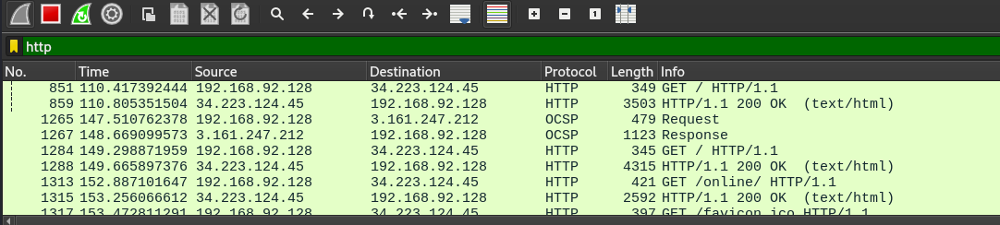 1
http
No. Time Source Destination Protocol Length Info
851 110.417392444 192.168.92.128 34.223.124.45 HTTP 349 GET / HTTP/1.1
859 110.805351504 34.223.124.45 192.168.92.128 HTTP 3503 HTTP/1.1 200 OK (text/html)
1265 147.510762378 192.168.92.128 3.161.247.212 OCSP 479 Request
1267 148.669099573 3.161.247.212 192.168.92.128 OCSP 1123 Response
1284 149.298871959 192.168.92.128 34.223.124.45 HTTP 345 GET / HTTP/1.1
1288 149.665897376 34.223.124.45 192.168.92.128 HTTP 4315 HTTP/1.1 200 OK (text/html)
1313 152.887101647 192.168.92.128 34.223.124.45 HTTP 421 GET /online/ HTTP/1.1
1315 153.256066612 34.223.124.45 192.168.92.128 HTTP 2592 HTTP/1.1 200 OK (text/html)
1317 153.472811291 192.168.92.128 34.223.124.45 HTTP 397 GET /favicon.ico HTTP/1.1